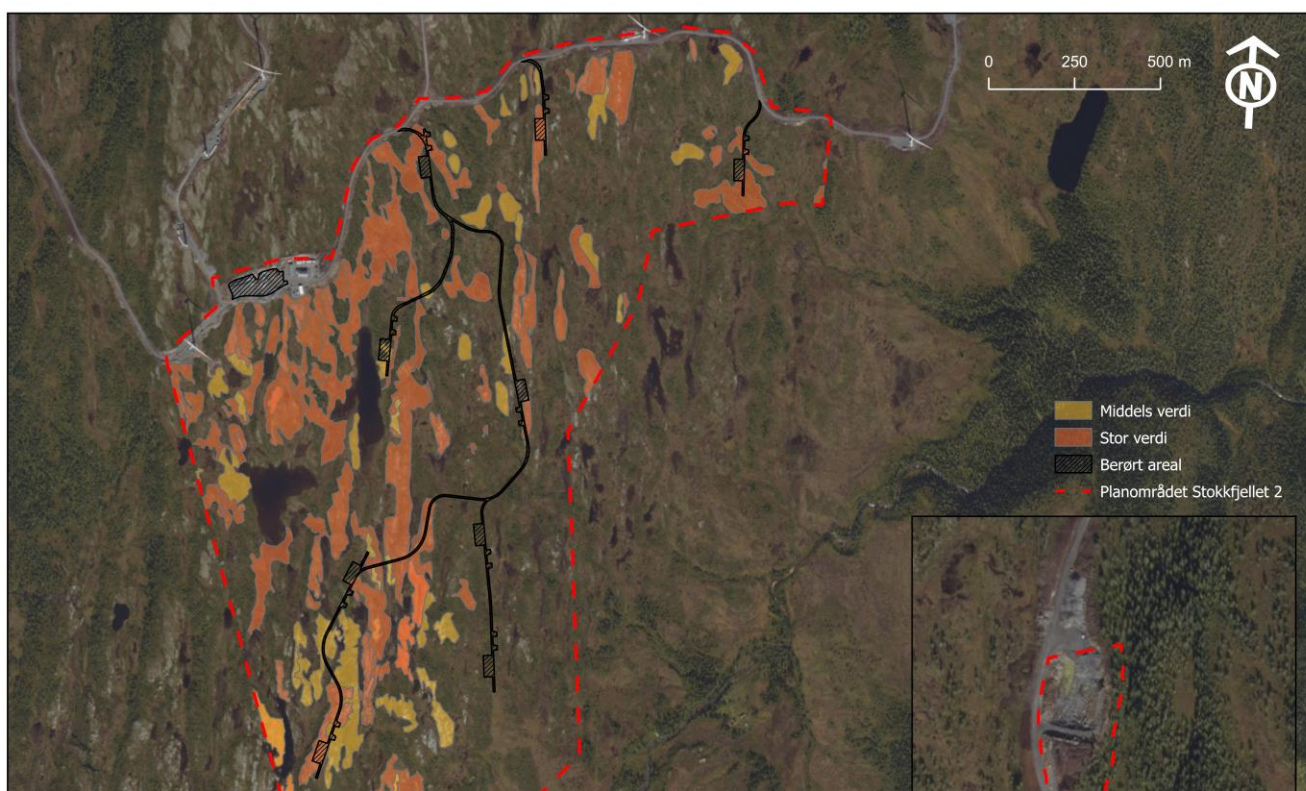 0 250 500 m
N
Middels verdi
Stor verdi
Berørt areal
Planområdet Stokkfjellet 2